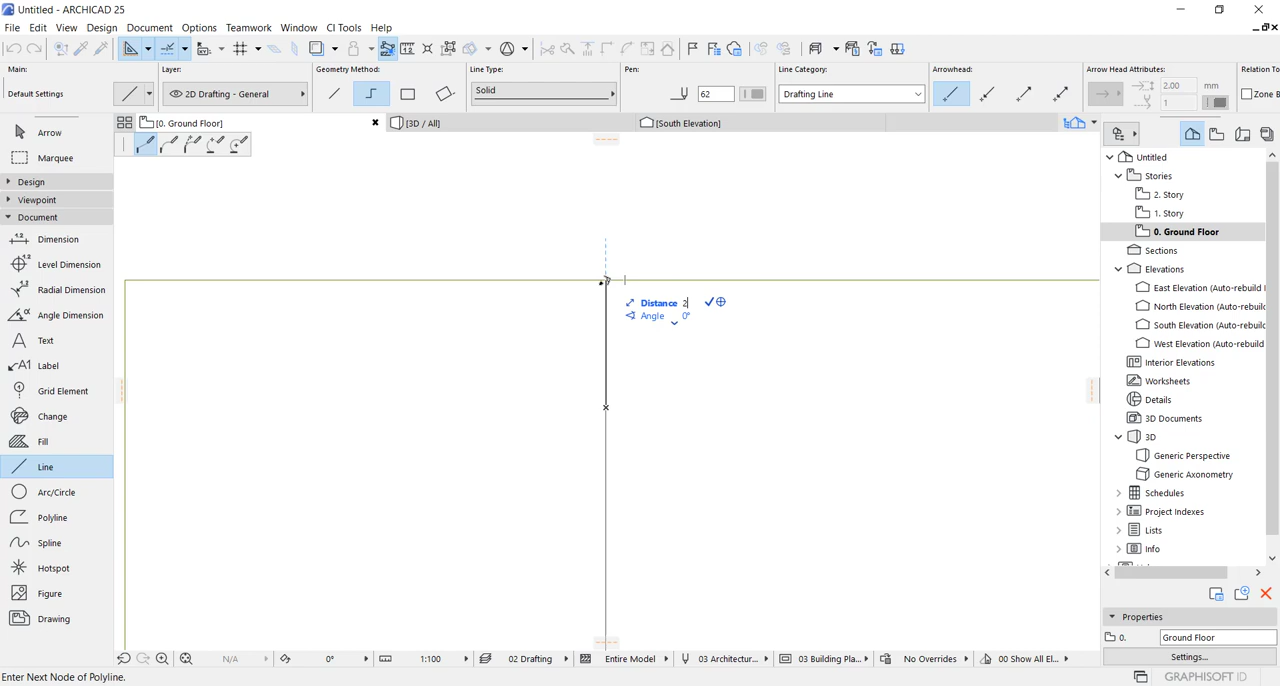 Untitled - ARCHICAD 25
File Edit View Design Document Options Teamwork Window CI Tools Help
Main: Layer: Geometry Method: Line Type: Pen: Line Category: Arrowhead: Arrow Head Attributes: Relation To
Default Settings 2D Drafting - General Solid 62 Drafting Line 2.00 mm 1 Zone B
[0. Ground Floor] [3D / All] [South Elevation]
Arrow
Marquee
Design
Viewpoint
Document
Dimension
Level Dimension
Radial Dimension
Angle Dimension
Text
A1 Label
Grid Element
Change
Fill
Line
Arc/Circle
Polyline
Spline
Hotspot
Figure
Drawing
Distance 2
Angle 0°
Untitled
Stories
2. Story
1. Story
0. Ground Floor
Sections
Elevations
East Elevation (Auto-rebuild
North Elevation (Auto-rebuild
South Elevation (Auto-rebuild
West Elevation (Auto-rebuild
Interior Elevations
Worksheets
Details
3D Documents
3D
Generic Perspective
Generic Axonometry
Schedules
Project Indexes
Lists
Info
Properties
0. Ground Floor
Settings...
N/A 0° 1:100 02 Drafting Entire Model 03 Architectur... 03 Building Pla... No Overrides 00 Show All El...
Enter Next Node of Polyline. GRAPHISOFT ID